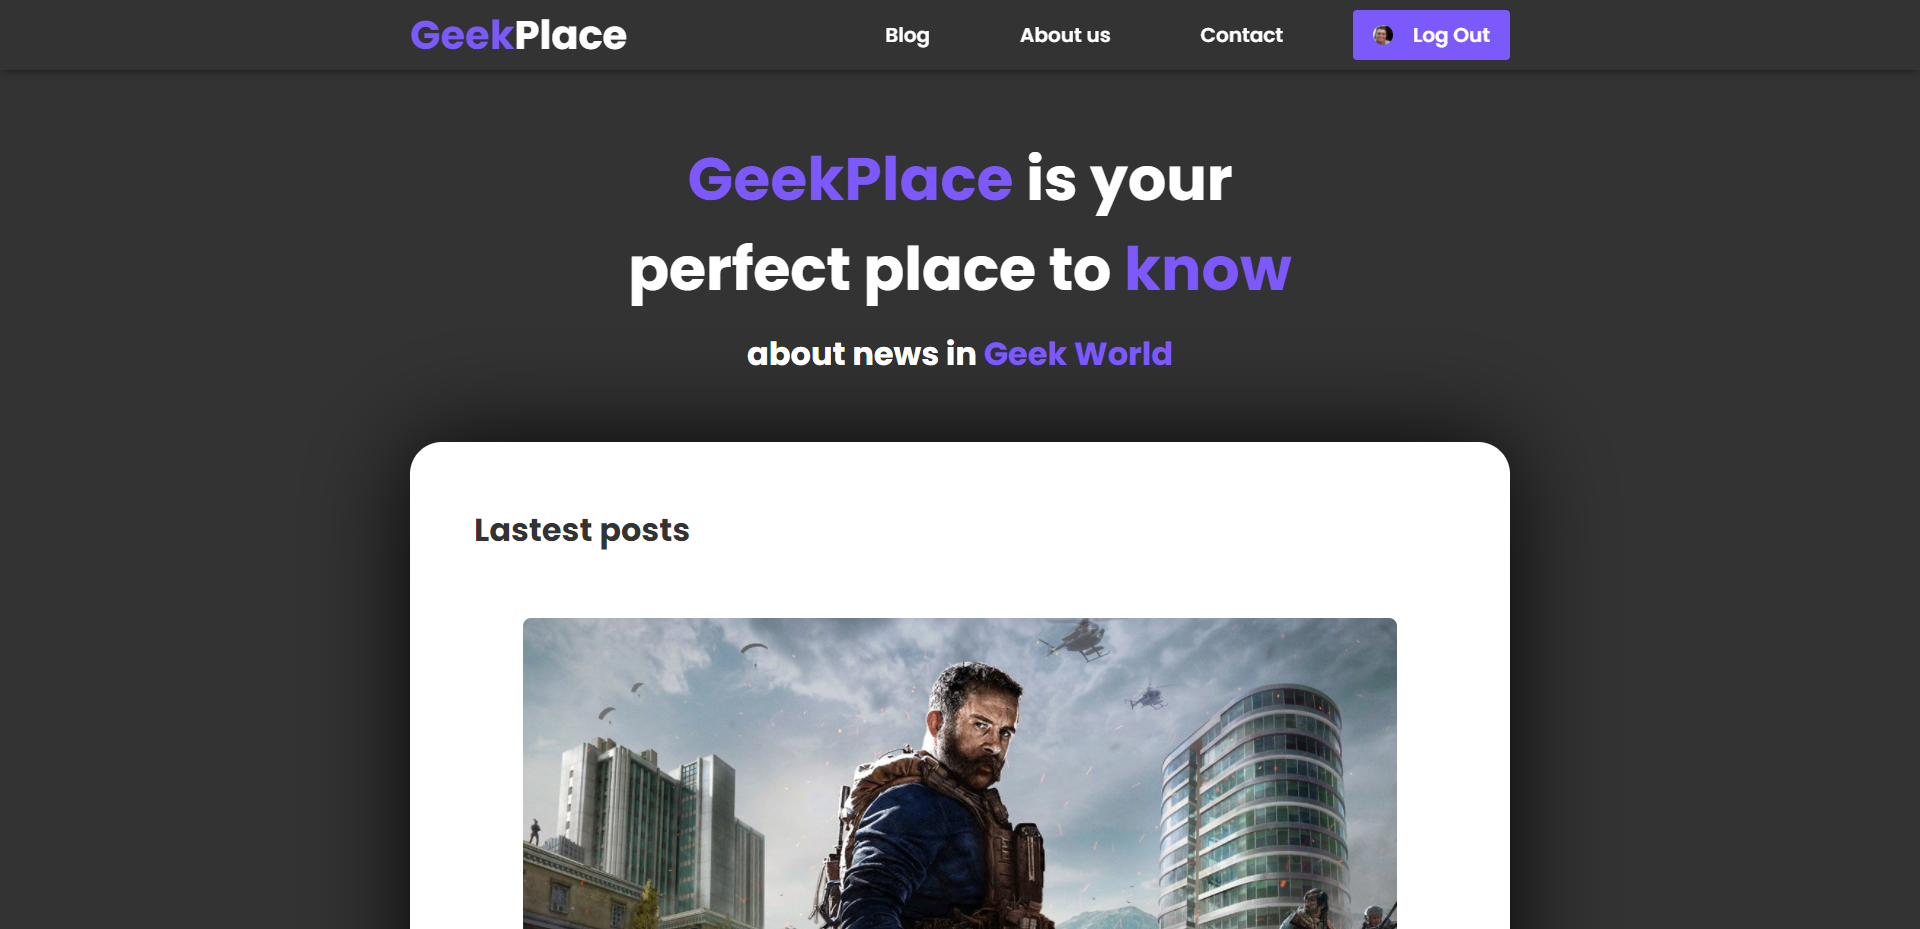 GeekPlace
Blog
About us
Contact
Log Out
GeekPlace is your
perfect place to know
about news in Geek World
Lastest posts